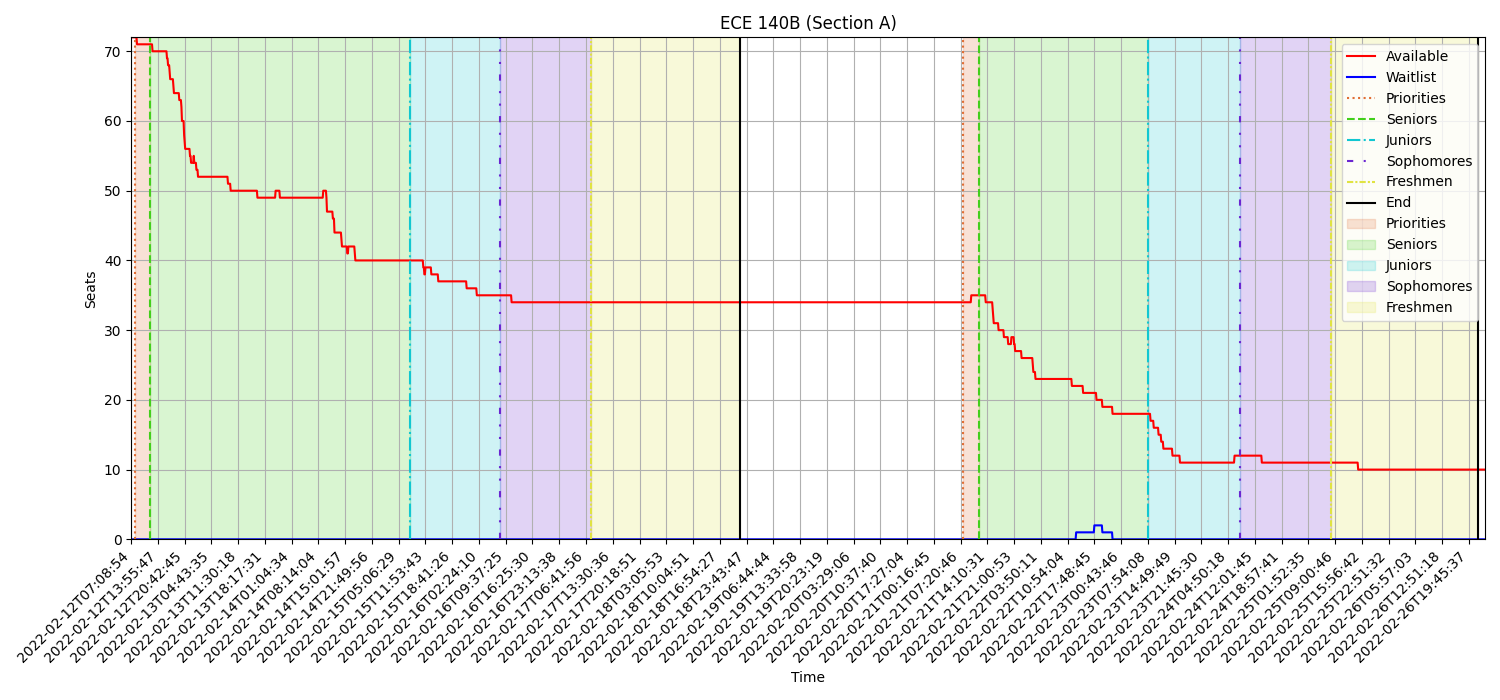 ECE 140B (Section A)
Seats
70
60
50
40
30
20
10
0
Available
Waitlist
Priorities
Seniors
Juniors
Sophomores
Freshmen
End
Priorities
Seniors
Juniors
Sophomores
Freshmen
2022-02-12T07:08:54
2022-02-12T13:55:47
2022-02-12T20:42:45
2022-02-13T04:43:35
2022-02-13T11:30:18
2022-02-13T18:17:31
2022-02-14T01:04:34
2022-02-14T08:14:04
2022-02-14T15:01:57
2022-02-14T21:49:56
2022-02-15T05:06:29
2022-02-15T11:53:43
2022-02-15T18:41:26
2022-02-16T02:24:10
2022-02-16T09:37:25
2022-02-16T16:25:30
2022-02-16T23:13:38
2022-02-17T06:41:56
2022-02-17T13:30:36
2022-02-17T20:18:51
2022-02-18T03:05:53
2022-02-18T10:04:51
2022-02-18T16:54:27
2022-02-18T23:43:47
2022-02-19T06:44:44
2022-02-19T13:33:58
2022-02-19T20:23:19
2022-02-20T03:29:06
2022-02-20T10:37:40
2022-02-20T17:27:04
2022-02-21T00:16:45
2022-02-21T07:20:46
2022-02-21T14:10:31
2022-02-21T21:00:53
2022-02-22T03:50:11
2022-02-22T10:54:04
2022-02-22T17:48:45
2022-02-23T00:43:46
2022-02-23T07:54:08
2022-02-23T14:49:49
2022-02-23T21:45:30
2022-02-24T04:50:18
2022-02-24T12:01:45
2022-02-24T18:57:41
2022-02-25T01:52:35
2022-02-25T09:00:46
2022-02-25T15:56:42
2022-02-25T22:51:32
2022-02-26T05:57:03
2022-02-26T12:51:18
2022-02-26T19:45:37
Time